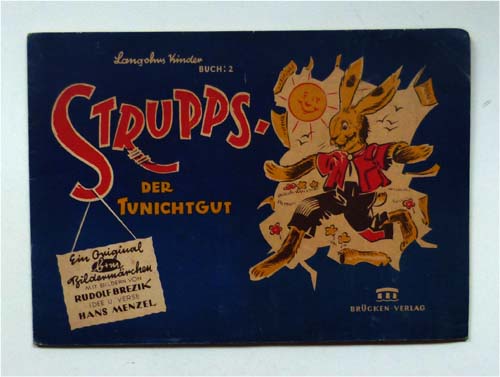 Langohrs Kinder
BUCH: 2
STRUPPS.
DER
TUNICHTGUT
Ein Original
Bildermärchen
MIT BILDERN VON
RUDOLF BREZIK
IDEE U. VERSE
HANS MENZEL
BRÜCKEN-VERLAG